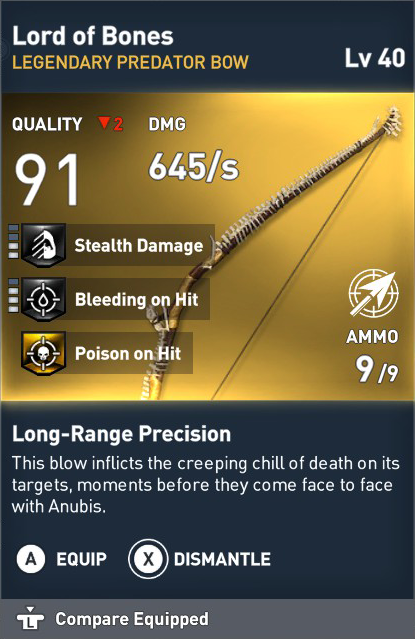 Lord of Bones
LEGENDARY PREDATOR BOW
Lv 40
QUALITY ▼2 DMG
91 645/s
Stealth Damage
Bleeding on Hit
Poison on Hit
AMMO
9/9
Long-Range Precision
This blow inflicts the creeping chill of death on its
targets, moments before they come face to face
with Anubis.
A EQUIP X DISMANTLE
L Compare Equipped